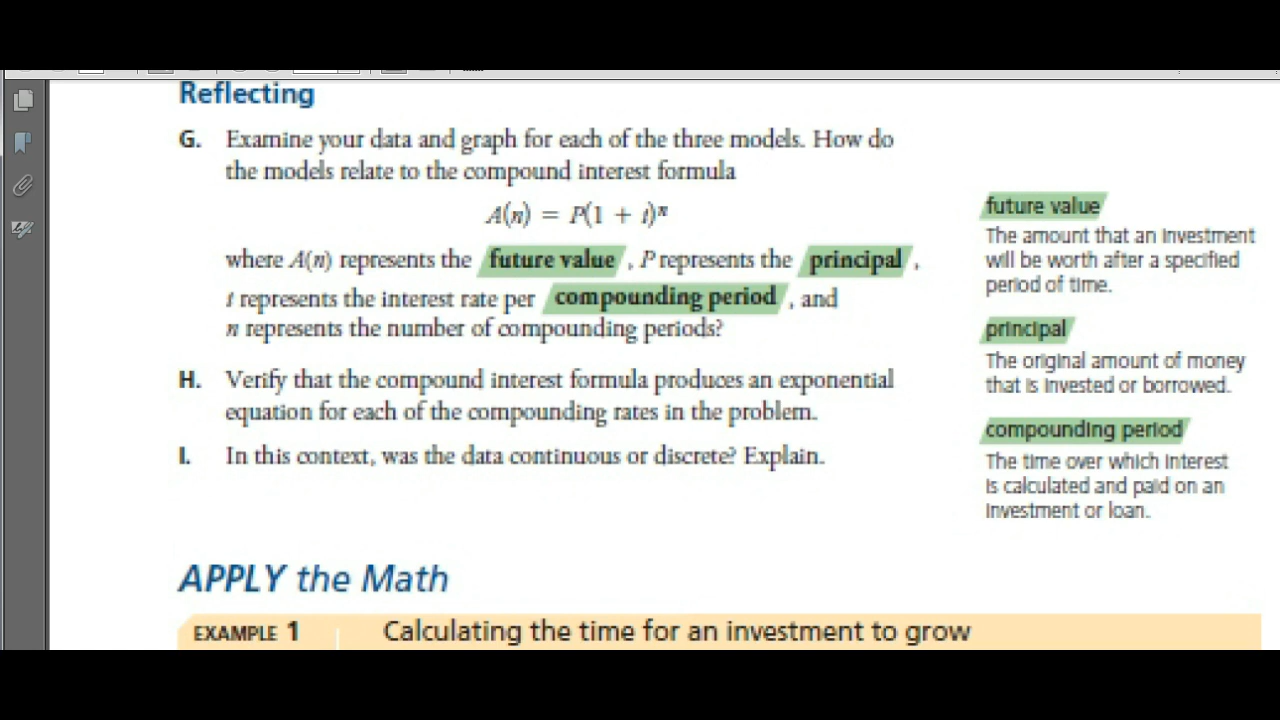 Reflecting
G. Examine your data and graph for each of the three models. How do
the models relate to the compound interest formula
A(n) = P(1 + i)ⁿ
where A(n) represents the future value, P represents the principal,
i represents the interest rate per compounding period, and
n represents the number of compounding periods?
H. Verify that the compound interest formula produces an exponential
equation for each of the compounding rates in the problem.
I. In this context, was the data continuous or discrete? Explain.
future value
The amount that an investment
will be worth after a specified
period of time.
principal
The original amount of money
that is invested or borrowed.
compounding period
The time over which interest
is calculated and paid on an
investment or loan.
APPLY the Math
EXAMPLE 1 Calculating the time for an investment to grow